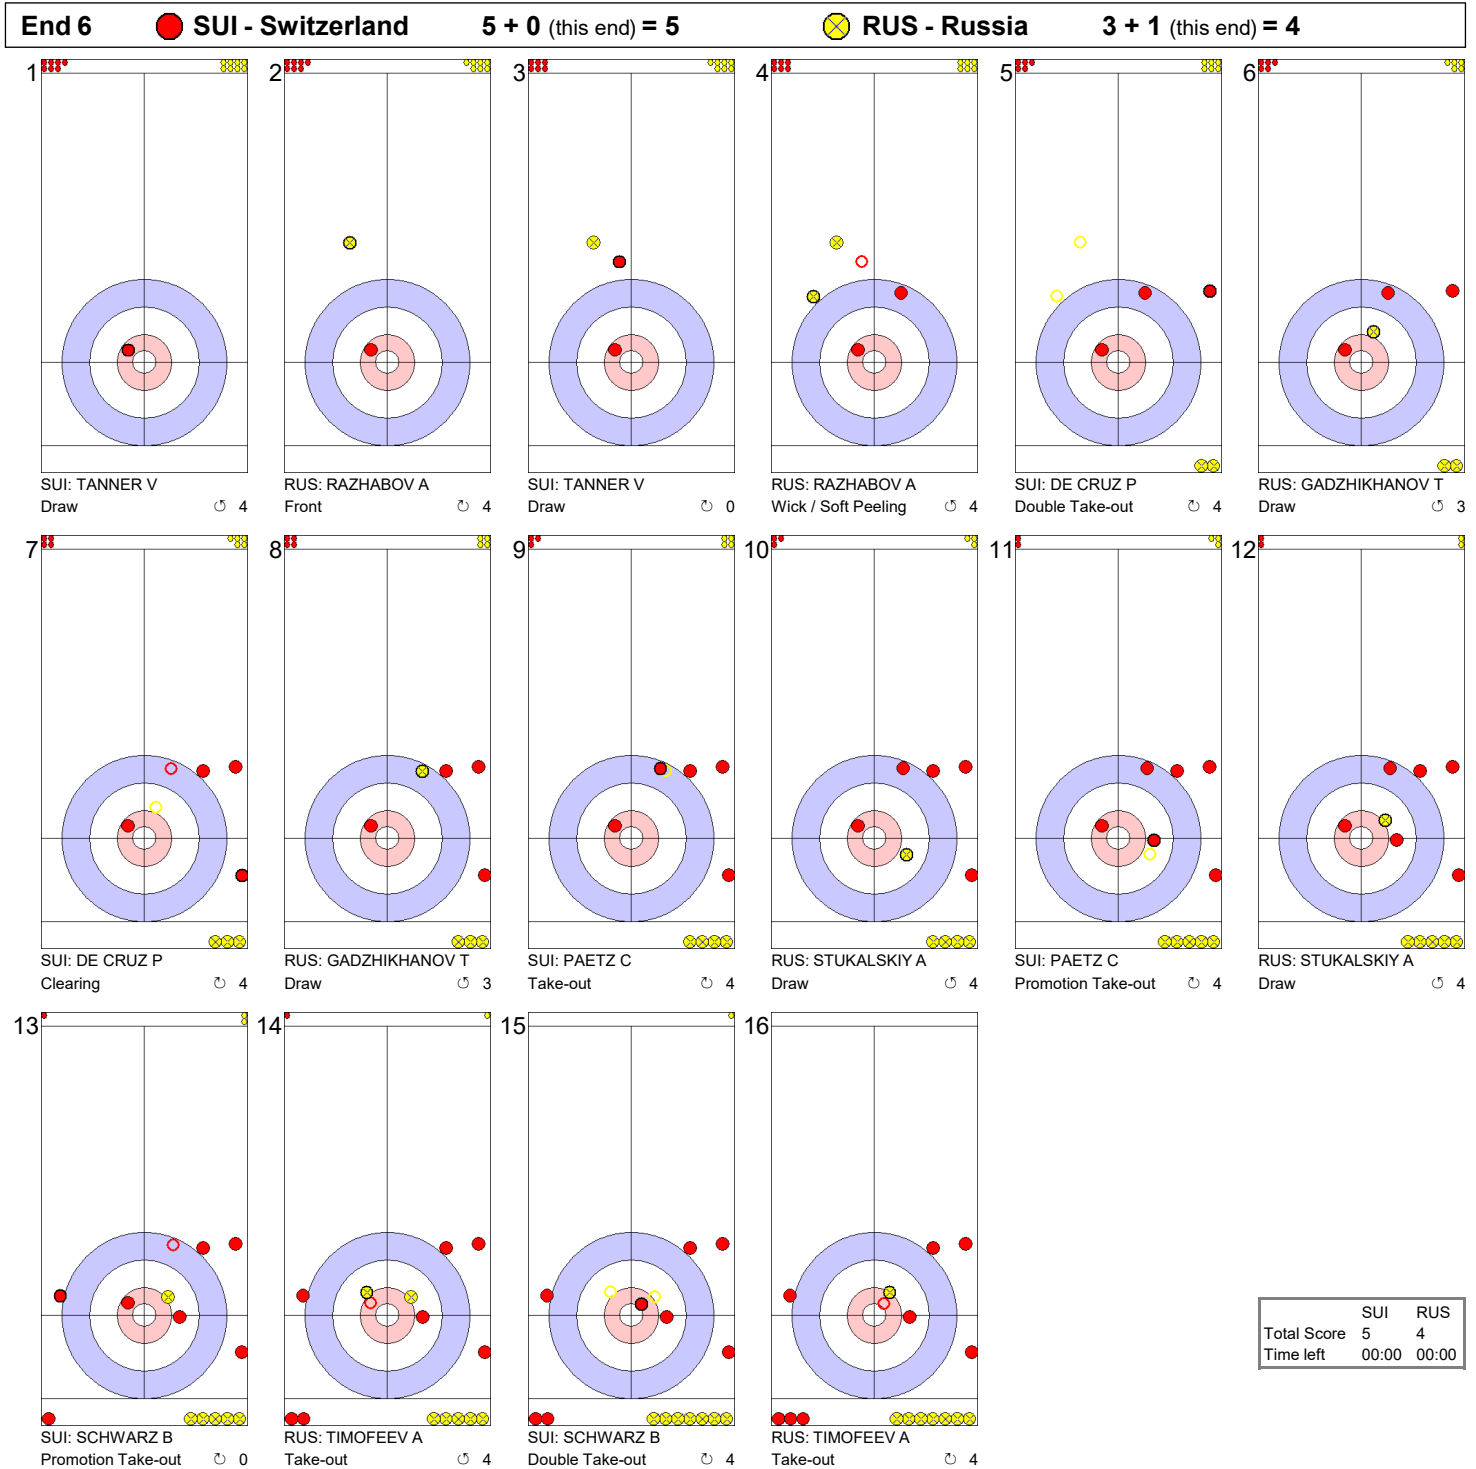 End 6 SUI - Switzerland 5 + 0 (this end) = 5 RUS - Russia 3 + 1 (this end) = 4
1 2 3 4 5 6
SUI: TANNER V RUS: RAZHABOV A SUI: TANNER V RUS: RAZHABOV A SUI: DE CRUZ P RUS: GADZHIKHANOV T
Draw ↺ 4 Front ↻ 4 Draw ↻ 0 Wick / Soft Peeling ↺ 4 Double Take-out ↻ 4 Draw ↺ 3
7 8 9 10 11 12
SUI: DE CRUZ P RUS: GADZHIKHANOV T SUI: PAETZ C RUS: STUKALSKIY A SUI: PAETZ C RUS: STUKALSKIY A
Clearing ↻ 4 Draw ↺ 3 Take-out ↻ 4 Draw ↻ 4 Promotion Take-out ↻ 4 Draw ↺ 4
13 14 15 16
SUI RUS
Total Score 5 4
Time left 00:00 00:00
SUI: SCHWARZ B RUS: TIMOFEEV A SUI: SCHWARZ B RUS: TIMOFEEV A
Promotion Take-out ↻ 0 Take-out ↺ 4 Double Take-out ↻ 4 Take-out ↺ 4